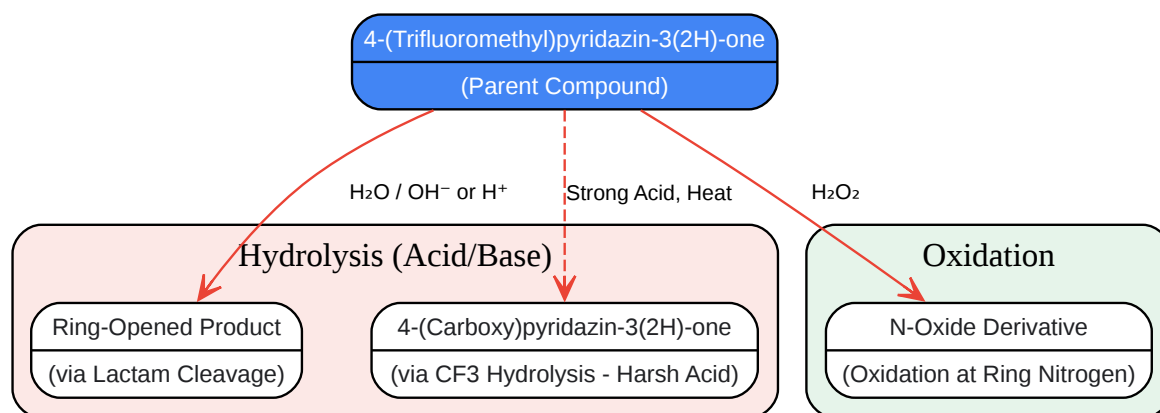 4-(Trifluoromethyl)pyridazin-3(2H)-one
(Parent Compound)
H₂O / OH⁻ or H⁺
Strong Acid, Heat
H₂O₂
Hydrolysis (Acid/Base)
Oxidation
Ring-Opened Product
(via Lactam Cleavage)
4-(Carboxy)pyridazin-3(2H)-one
(via CF3 Hydrolysis - Harsh Acid)
N-Oxide Derivative
(Oxidation at Ring Nitrogen)